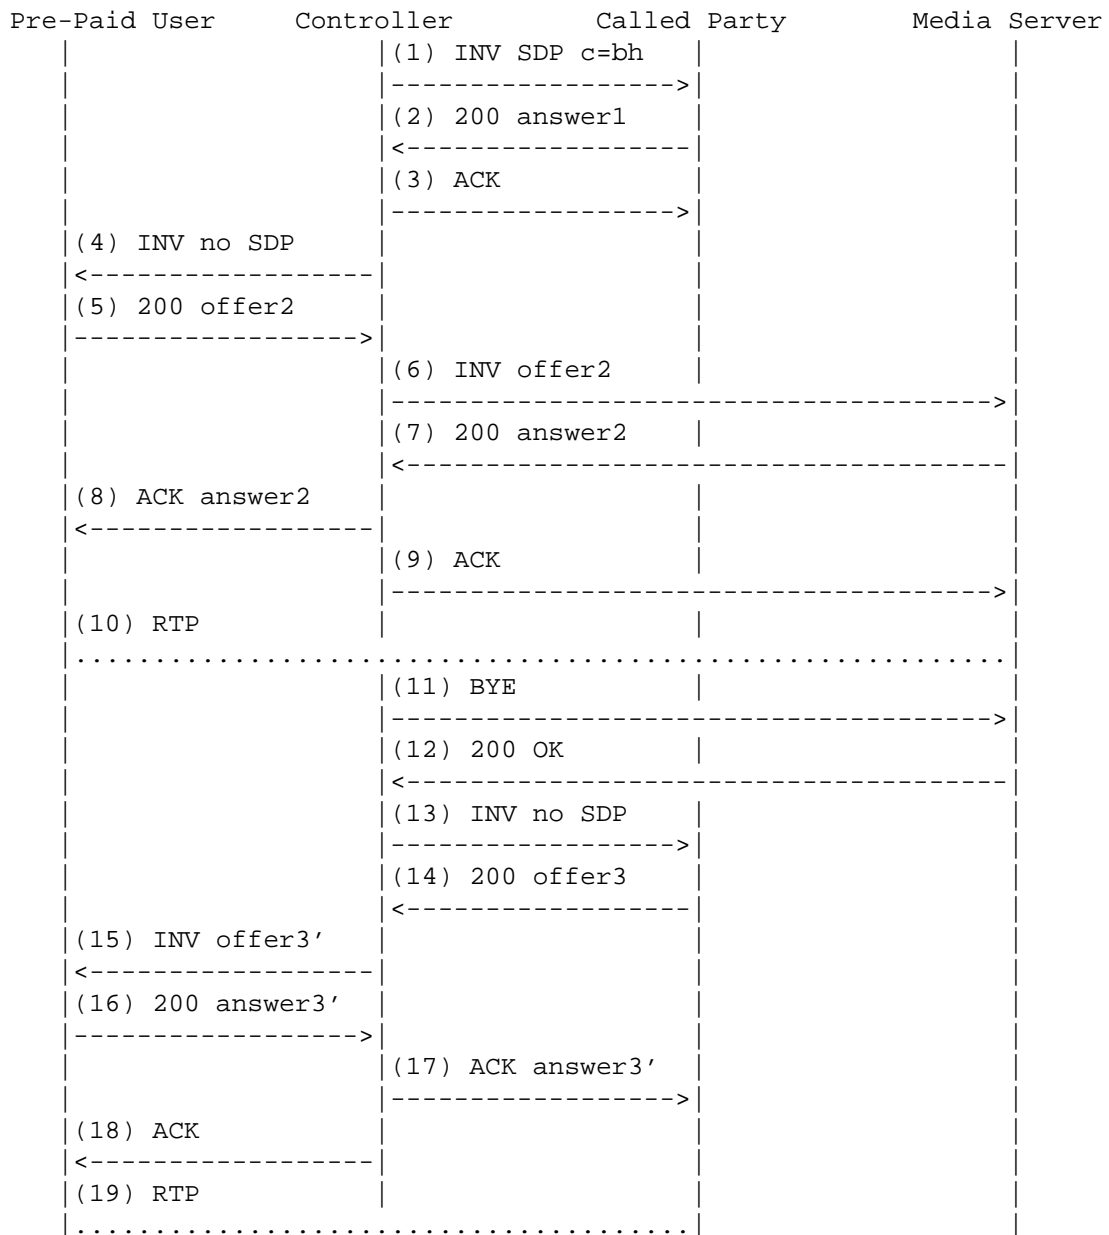 Pre-Paid User Controller Called Party Media Server
(1) INV SDP c=bh
(2) 200 answer1
(3) ACK
(4) INV no SDP
(5) 200 offer2
(6) INV offer2
(7) 200 answer2
(8) ACK answer2
(9) ACK
(10) RTP
(11) BYE
(12) 200 OK
(13) INV no SDP
(14) 200 offer3
(15) INV offer3’
(16) 200 answer3’
(17) ACK answer3’
(18) ACK
(19) RTP